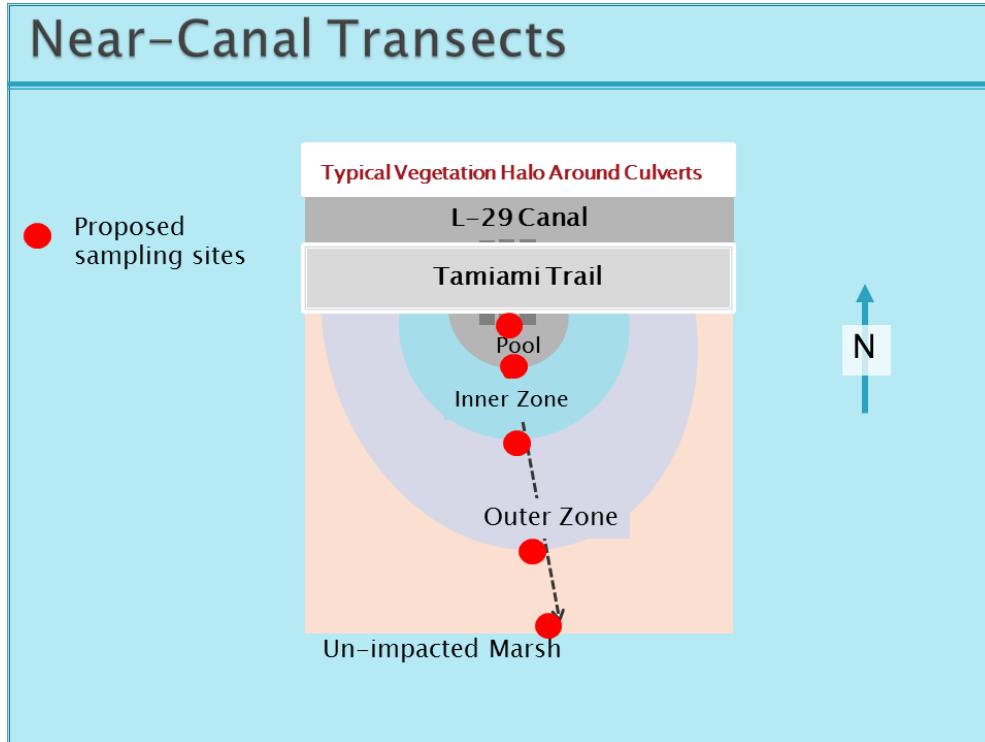 Near-Canal Transects
Typical Vegetation Halo Around Culverts
L-29 Canal
Proposed
sampling sites
Tamiami Trail
N
Pool
Inner Zone
Outer Zone
Un-impacted Marsh